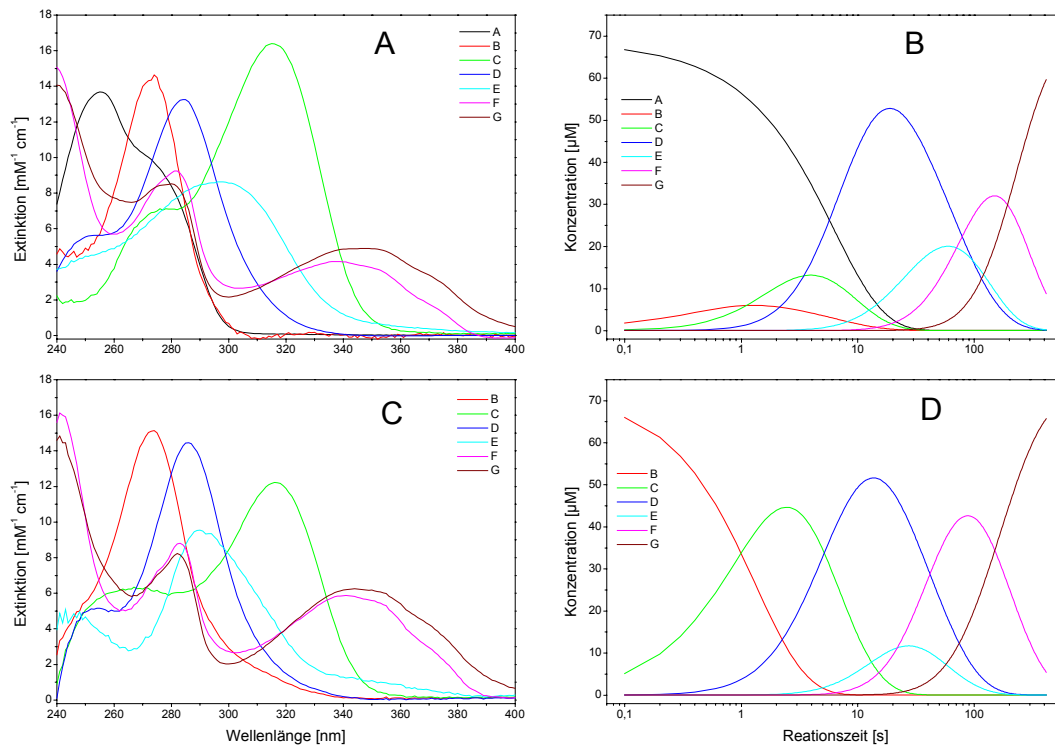 A
Extinktion [mM⁻¹ cm⁻¹]
18
16
14
12
10
8
6
4
2
0
240 260 280 300 320 340 360 380 400
A
B
C
D
E
F
G
B
Konzentration [µM]
70
60
50
40
30
20
10
0
0,1 1 10 100
A
B
C
D
E
F
G
C
Extinktion [mM⁻¹ cm⁻¹]
18
16
14
12
10
8
6
4
2
0
240 260 280 300 320 340 360 380 400
Wellenlänge [nm]
B
C
D
E
F
G
D
Konzentration [µM]
70
60
50
40
30
20
10
0
0,1 1 10 100
Reationszeit [s]
B
C
D
E
F
G